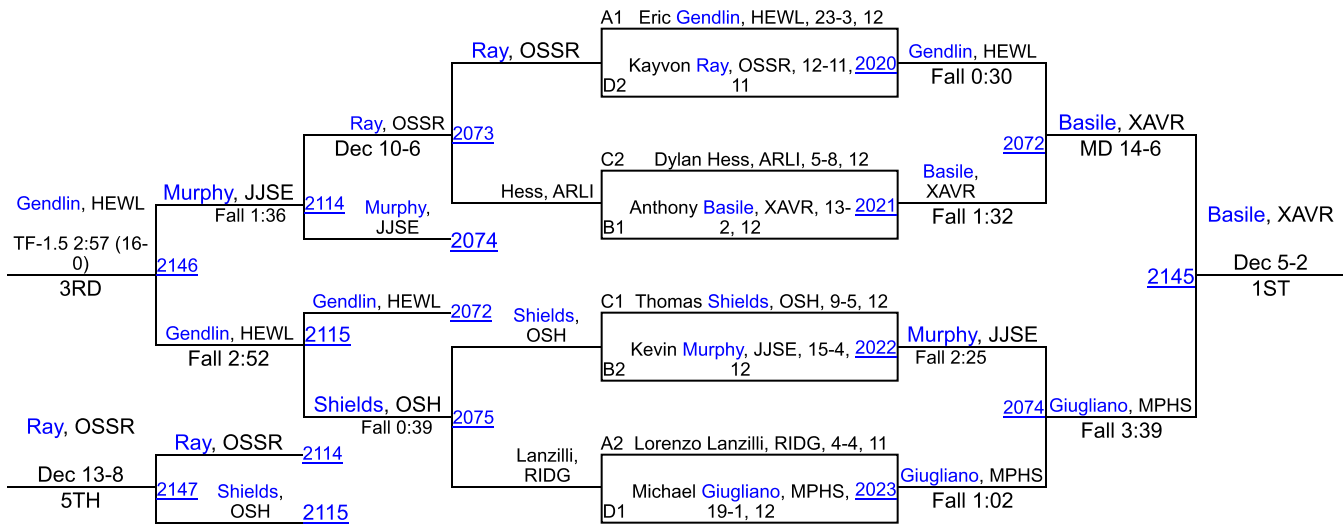 A1 Eric Gendlin, HEWL, 23-3, 12
Ray, OSSR
Gendlin, HEWL
Kayvon Ray, OSSR, 12-11, 2020
11
D2
Fall 0:30
Ray, OSSR
Dec 10-6
2073
Basile, XAVR
MD 14-6
2072
C2 Dylan Hess, ARLI, 5-8, 12
Hess, ARLI
Basile,
XAVR
Anthony Basile, XAVR, 13- 2021
2, 12
B1
Fall 1:32
Gendlin, HEWL
Murphy, JJSE
Fall 1:36
2114
Murphy,
JJSE
2074
Basile, XAVR
TF-1.5 2:57 (16-
0)
2146
3RD
2145
Dec 5-2
1ST
Gendlin, HEWL
2072
C1 Thomas Shields, OSH, 9-5, 12
Shields,
OSH
Gendlin, HEWL
Fall 2:52
2115
Kevin Murphy, JJSE, 15-4, 2022
12
B2
Murphy, JJSE
Fall 2:25
Shields, OSH
Fall 0:39
2075
2074
Giugliano, MPHS
Fall 3:39
Ray, OSSR
Ray, OSSR
2114
Lanzilli,
RIDG
A2 Lorenzo Lanzilli, RIDG, 4-4, 11
Dec 13-8
5TH
2147
Shields,
OSH
2115
Michael Giugliano, MPHS, 2023
19-1, 12
D1
Giugliano, MPHS
Fall 1:02